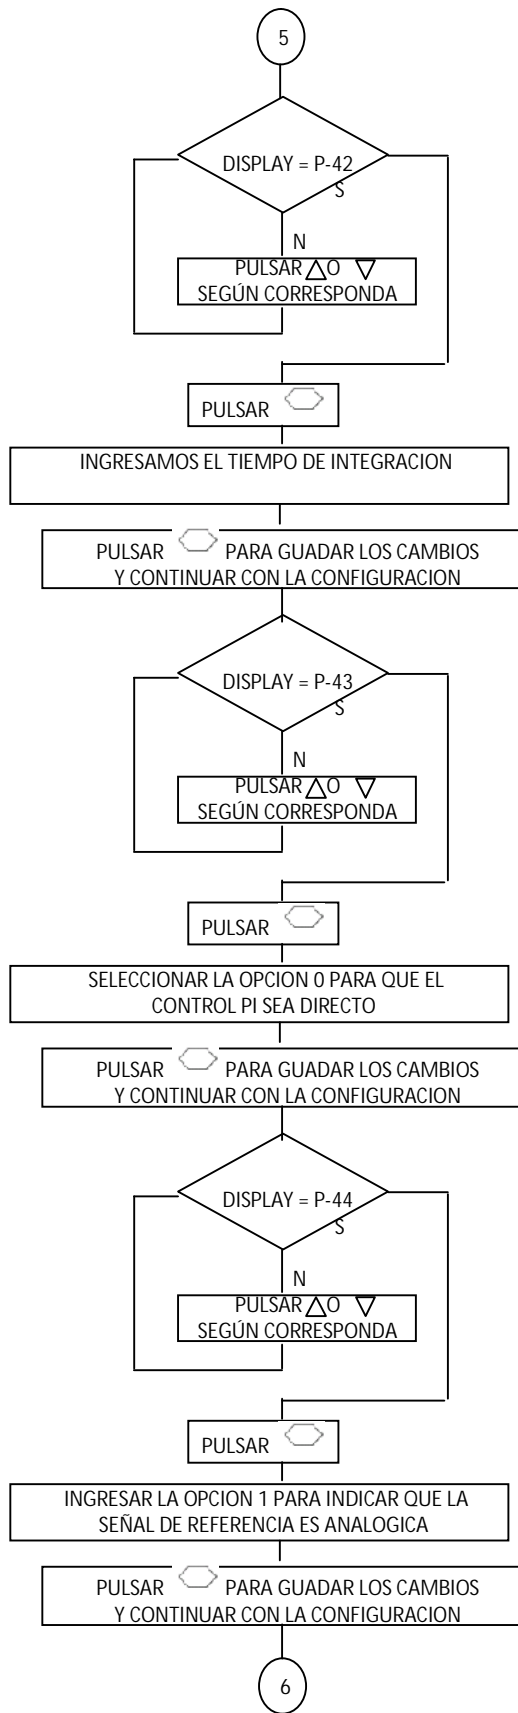 5
DISPLAY = P-42
S
N
PULSAR O
SEGÚN CORRESPONDA
PULSAR
INGRESAMOS EL TIEMPO DE INTEGRACION
PULSAR PARA GUADAR LOS CAMBIOS
Y CONTINUAR CON LA CONFIGURACION
DISPLAY = P-43
S
N
PULSAR O
SEGÚN CORRESPONDA
PULSAR
SELECCIONAR LA OPCION 0 PARA QUE EL
CONTROL PI SEA DIRECTO
PULSAR PARA GUADAR LOS CAMBIOS
Y CONTINUAR CON LA CONFIGURACION
DISPLAY = P-44
S
N
PULSAR O
SEGÚN CORRESPONDA
PULSAR
INGRESAR LA OPCION 1 PARA INDICAR QUE LA
SEÑAL DE REFERENCIA ES ANALOGICA
PULSAR PARA GUADAR LOS CAMBIOS
Y CONTINUAR CON LA CONFIGURACION
6